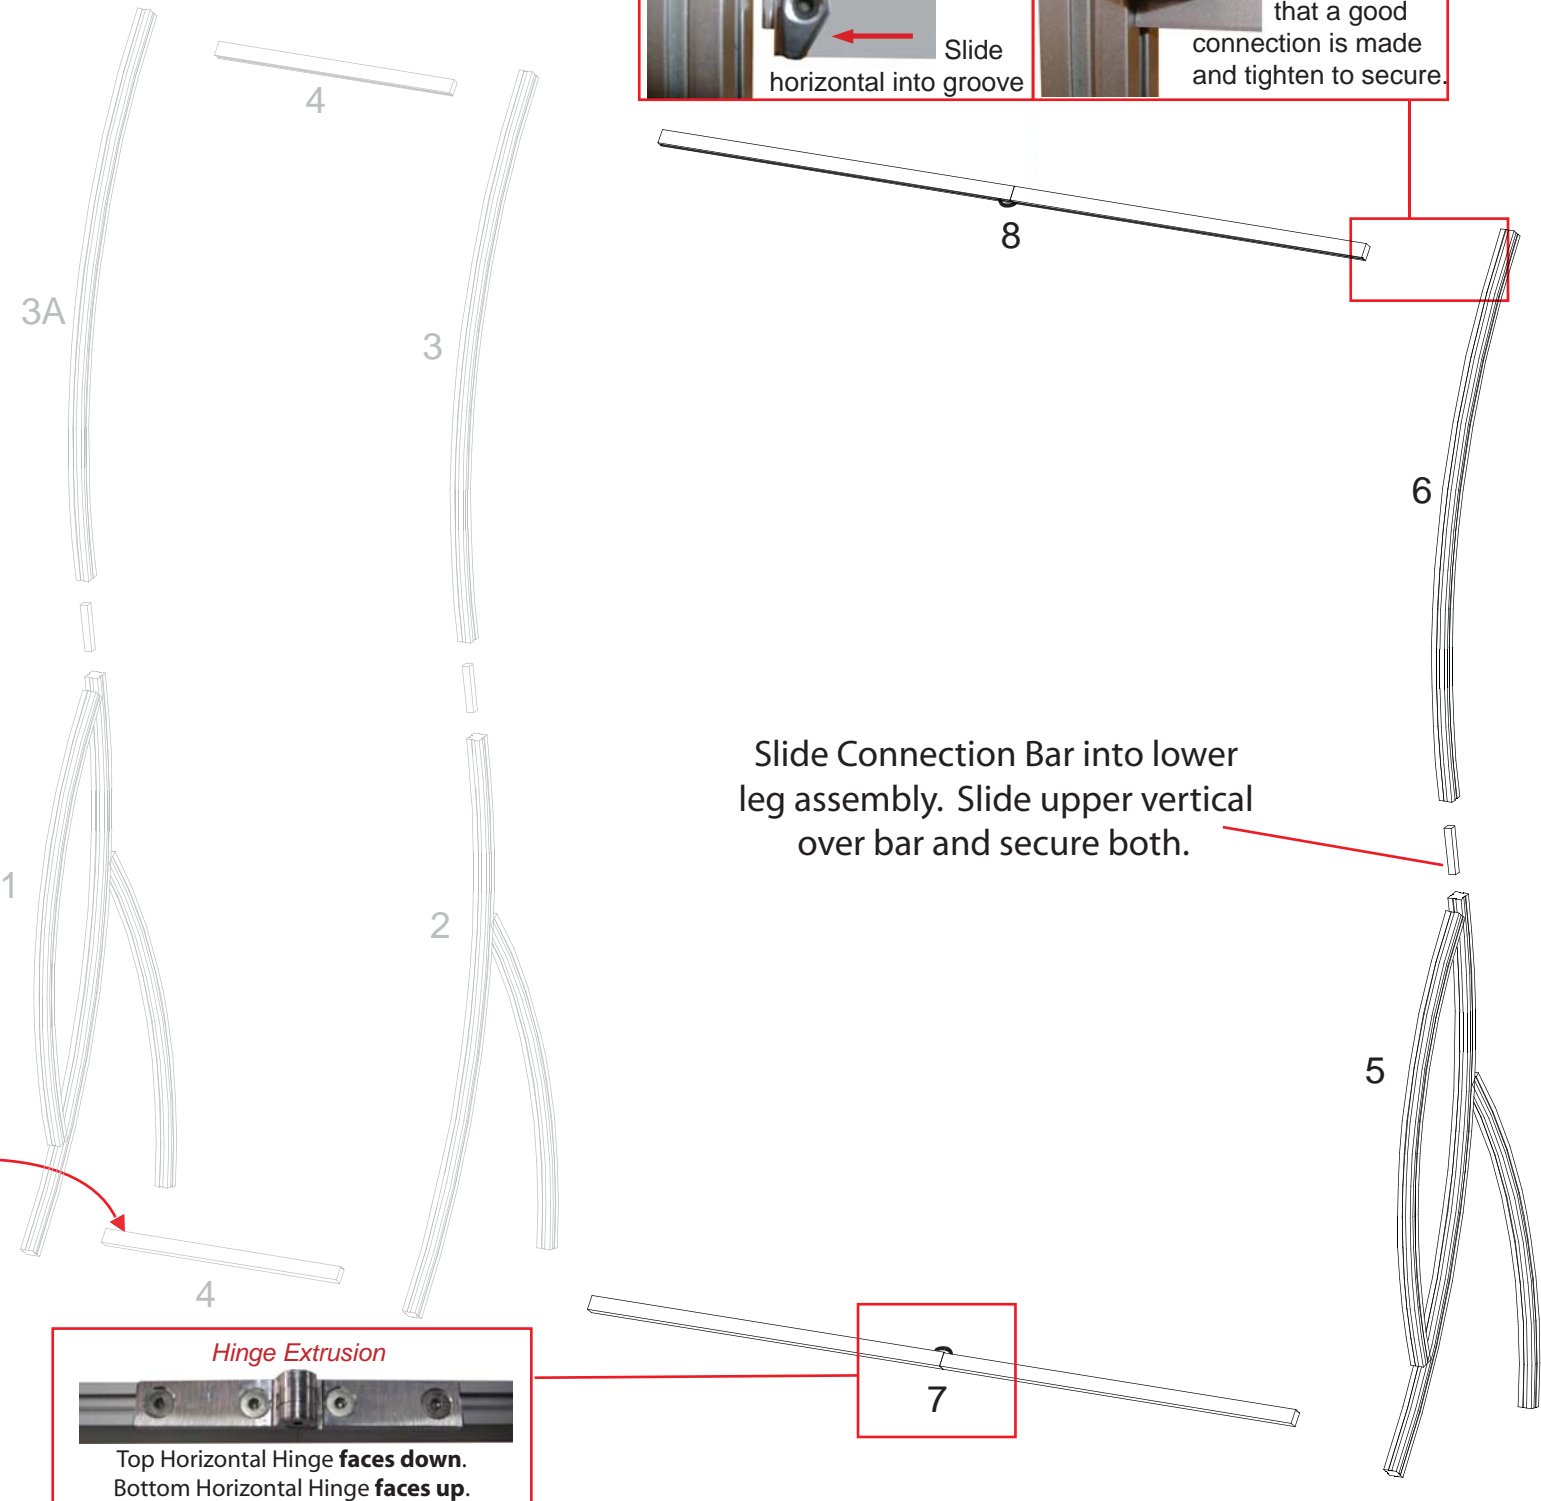 that a good
connection is made
and tighten to secure.
Slide
horizontal into groove
4
8
3A
3
6
Slide Connection Bar into lower
leg assembly.  Slide upper vertical
over bar and secure both.
1
2
5
4
7
Hinge Extrusion
Top Horizontal Hinge faces down.
Bottom Horizontal Hinge faces up.